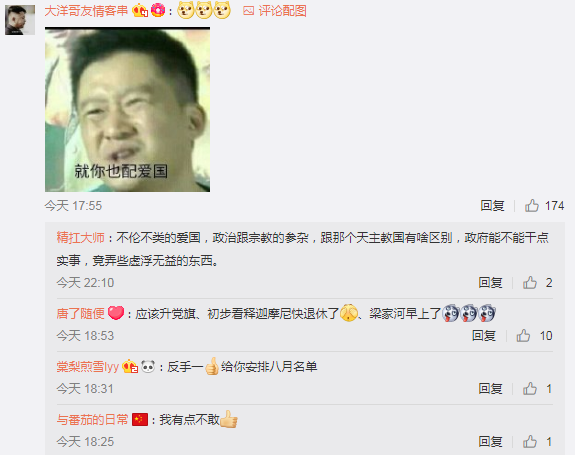 大洋哥友情客串： 评论配图
就你也配爱国
今天 17:55 回复 174
精扛大师：不伦不类的爱国，政治跟宗教的参杂，跟那个天主教国有啥区别，政府能不能干点
实事，竟弄些虚浮无益的东西。
今天 22:10 回复 2
唐了随便：应该升党旗、初步看释迦摩尼快退休了、梁家河早上了
今天 18:53 回复 10
棠梨煎雪lyy：反手一给你安排八月名单
今天 18:31 回复 1
与番茄的日常：我有点不敢
今天 18:25 回复 1